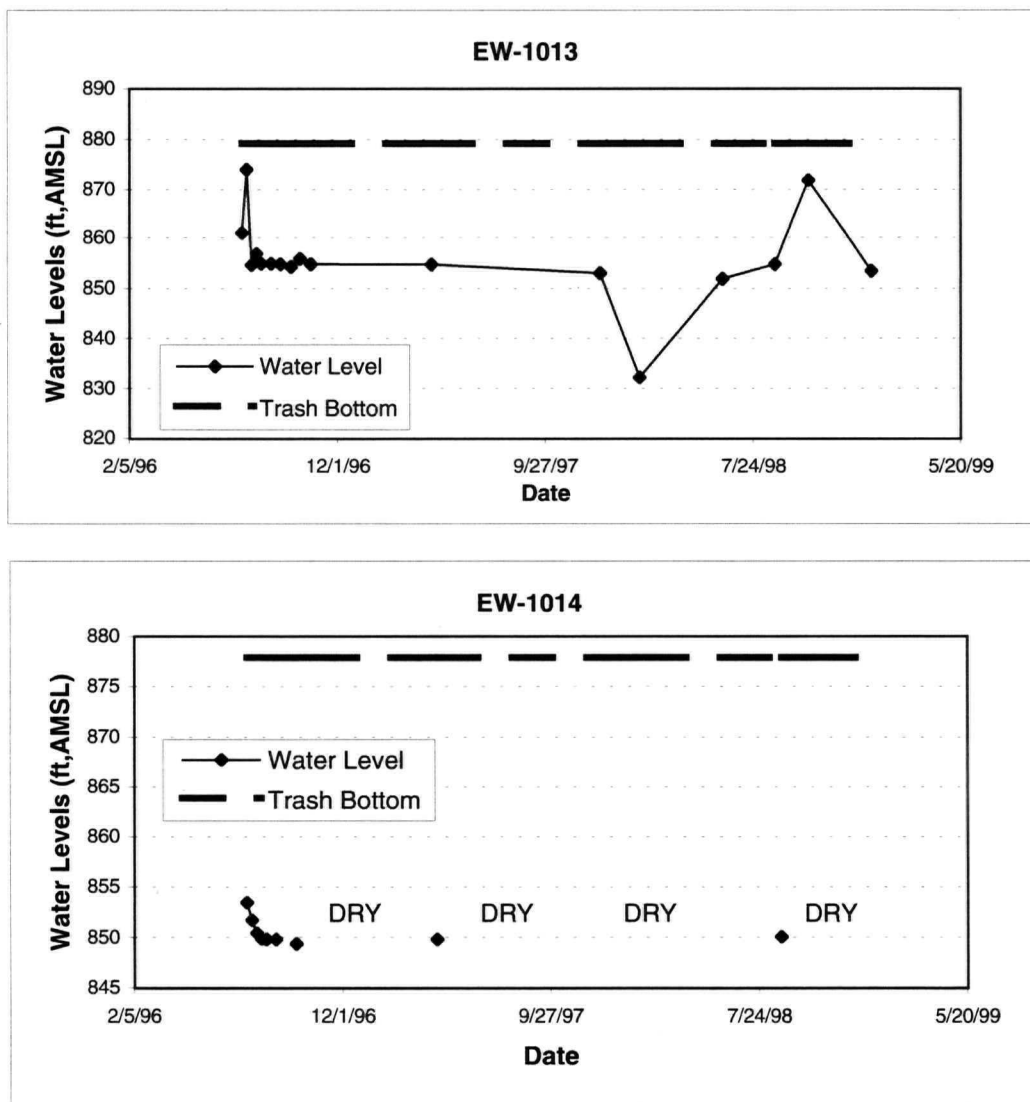 EW-1013
890
880
870
860
850
840
830
820
Water Levels (ft,AMSL)
Water Level
Trash Bottom
2/5/96 12/1/96 9/27/97 7/24/98 5/20/99
Date
EW-1014
880
875
870
865
860
855
850
845
Water Levels (ft,AMSL)
Water Level
Trash Bottom
DRY DRY DRY DRY
2/5/96 12/1/96 9/27/97 7/24/98 5/20/99
Date